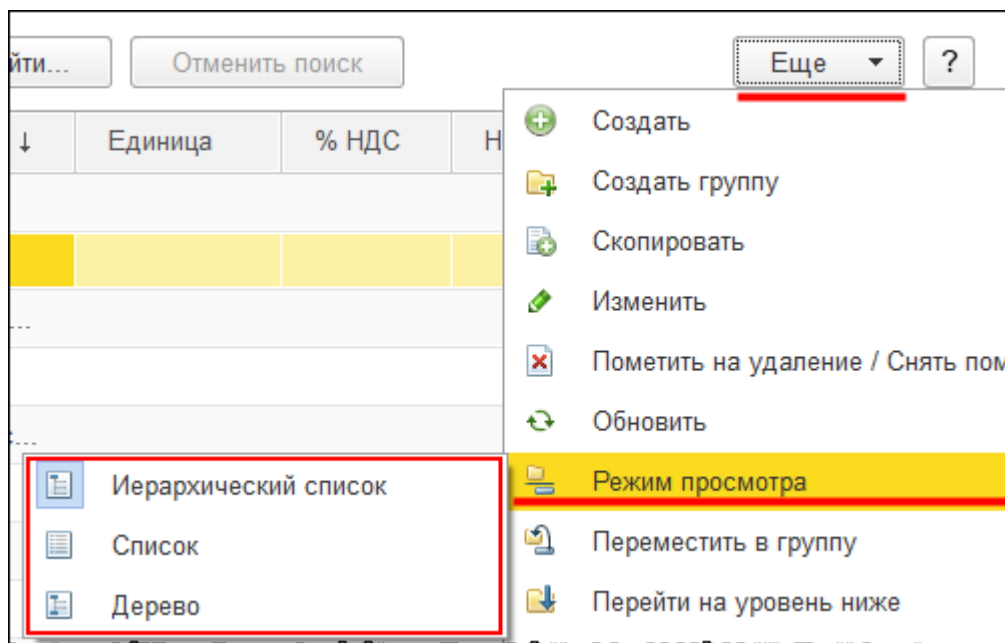 йти...
Отменить поиск
Еще
?
↓ Единица % НДС Н
Создать
Создать группу
Скопировать
Изменить
...
Пометить на удаление / Снять пом
Обновить
...
Режим просмотра
Иерархический список
Список
Переместить в группу
Дерево
Перейти на уровень ниже